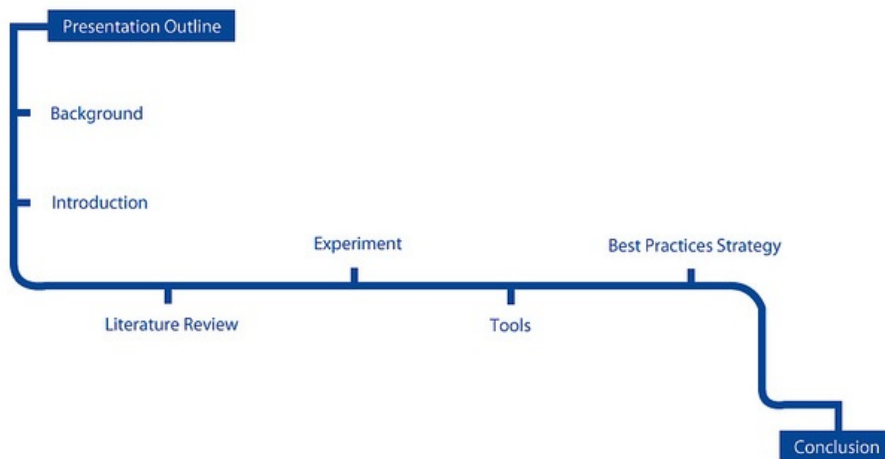 Presentation Outline
Background
Introduction
Literature Review
Experiment
Tools
Best Practices Strategy
Conclusion